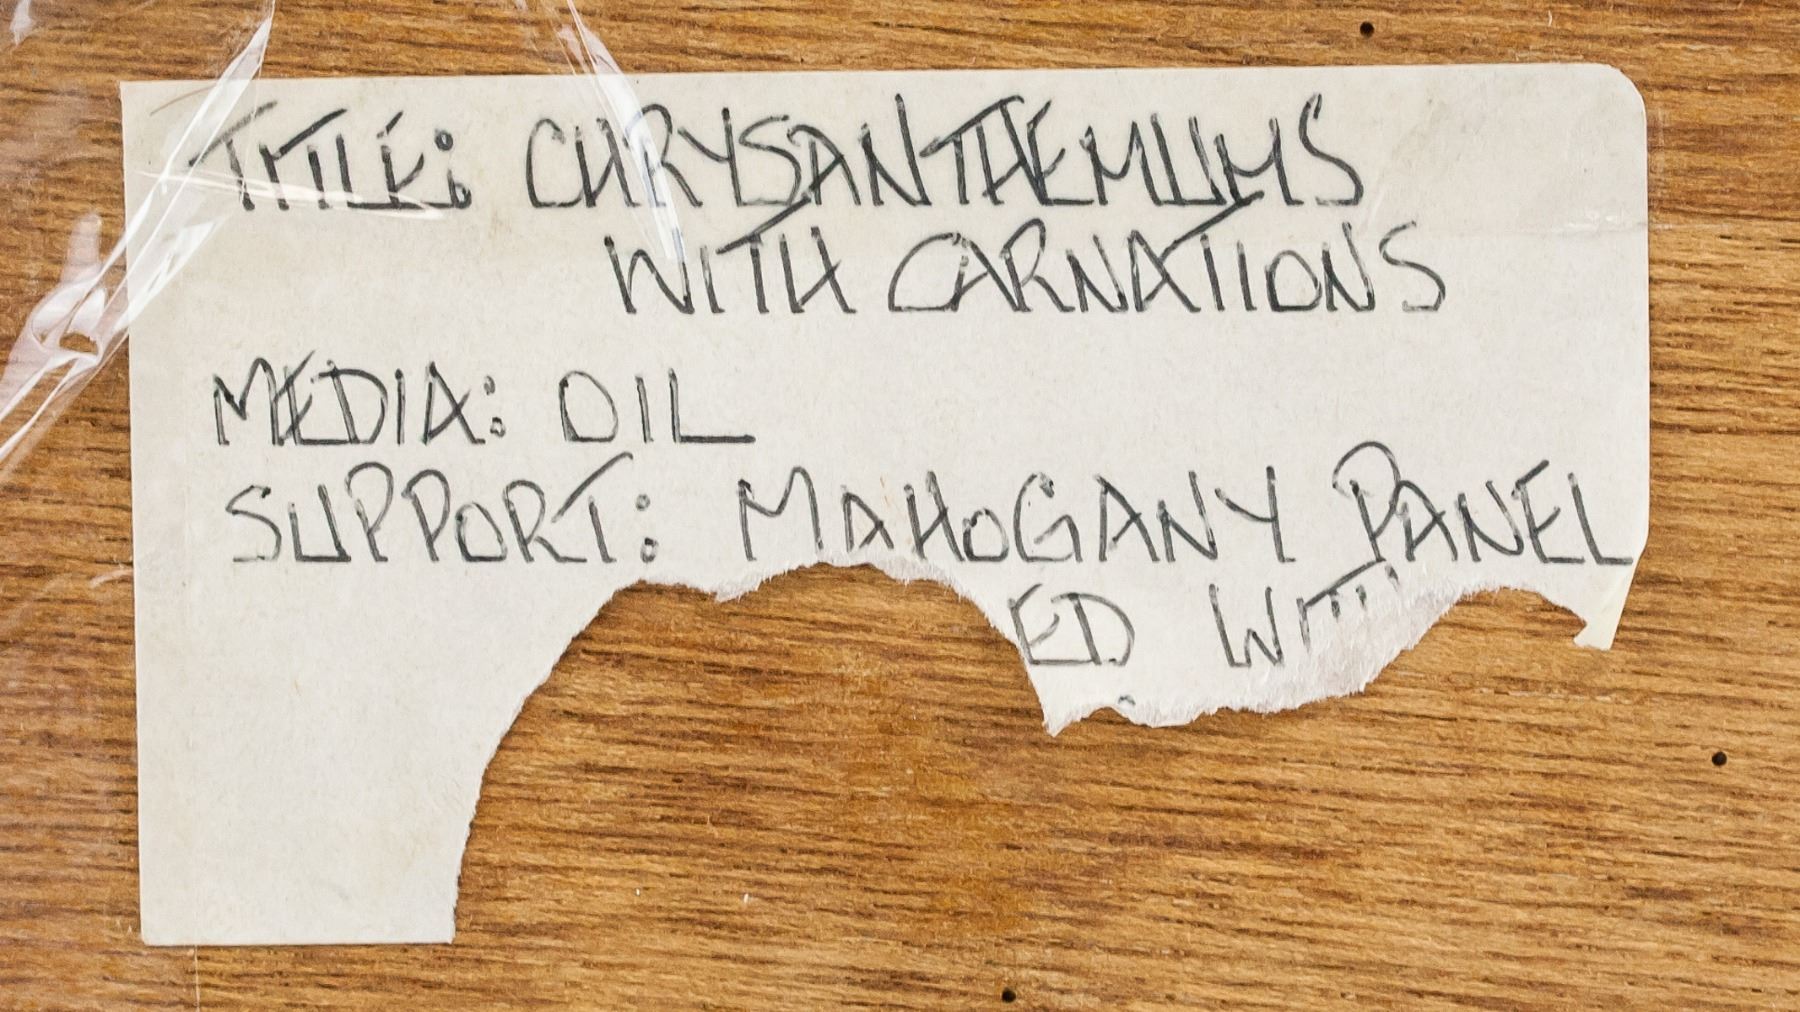 TITLE: CHRYSANTHEMUMS
WITH CARNATIONS
MEDIA: OIL
SUPPORT: MAHOGANY PANEL